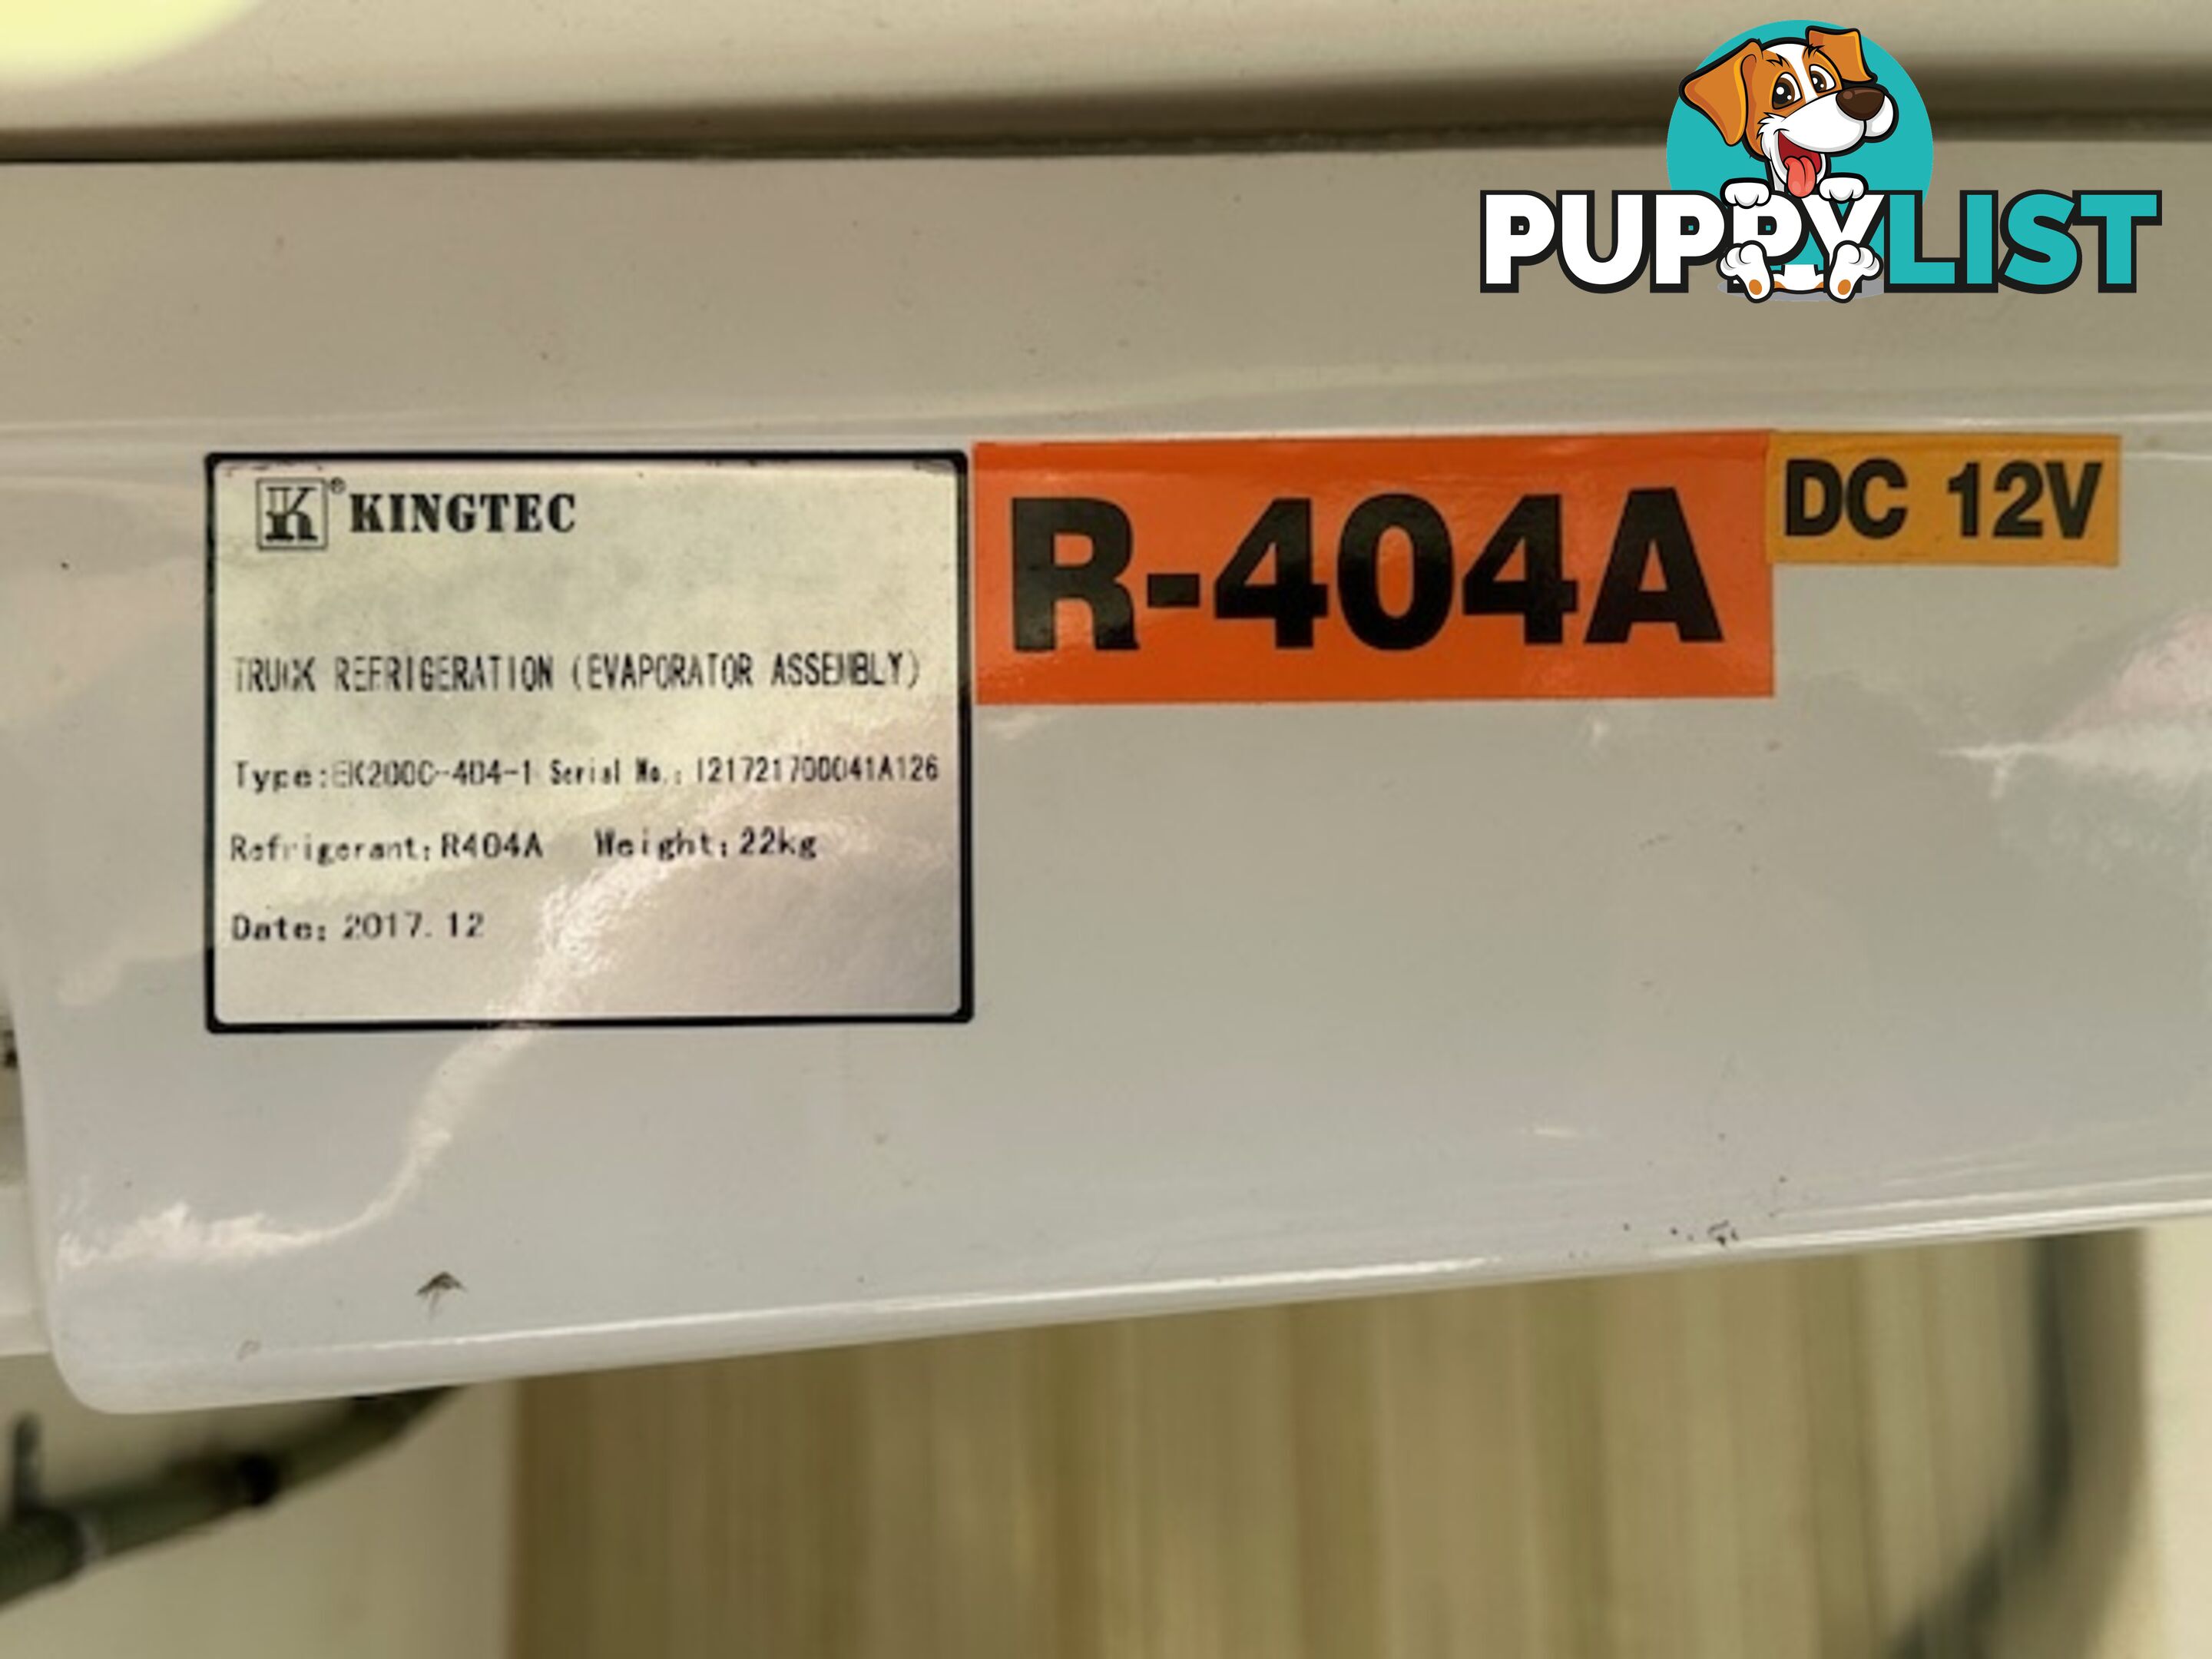 PUPPYLIST
K® KINGTEC
R-404A
DC 12V
TRUCK REFRIGERATION (EVAPORATOR ASSEMBLY)
Type:EK200C-404-1 Serial No.: I21721700041A126
Refrigerant: R404A Weight: 22kg
Date: 2017.12